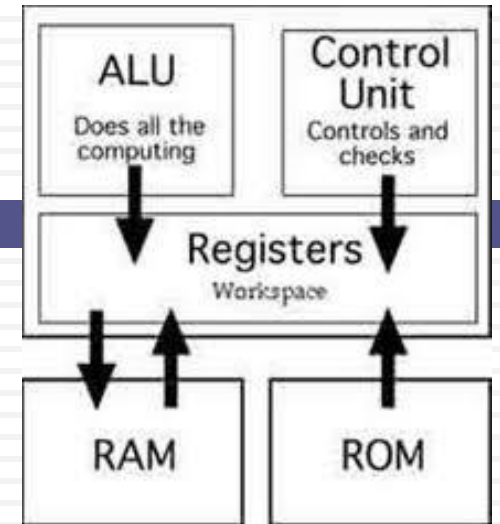 ALU
Does all the
computing
Control
Unit
Controls and
checks
Registers
Workspace
RAM
ROM